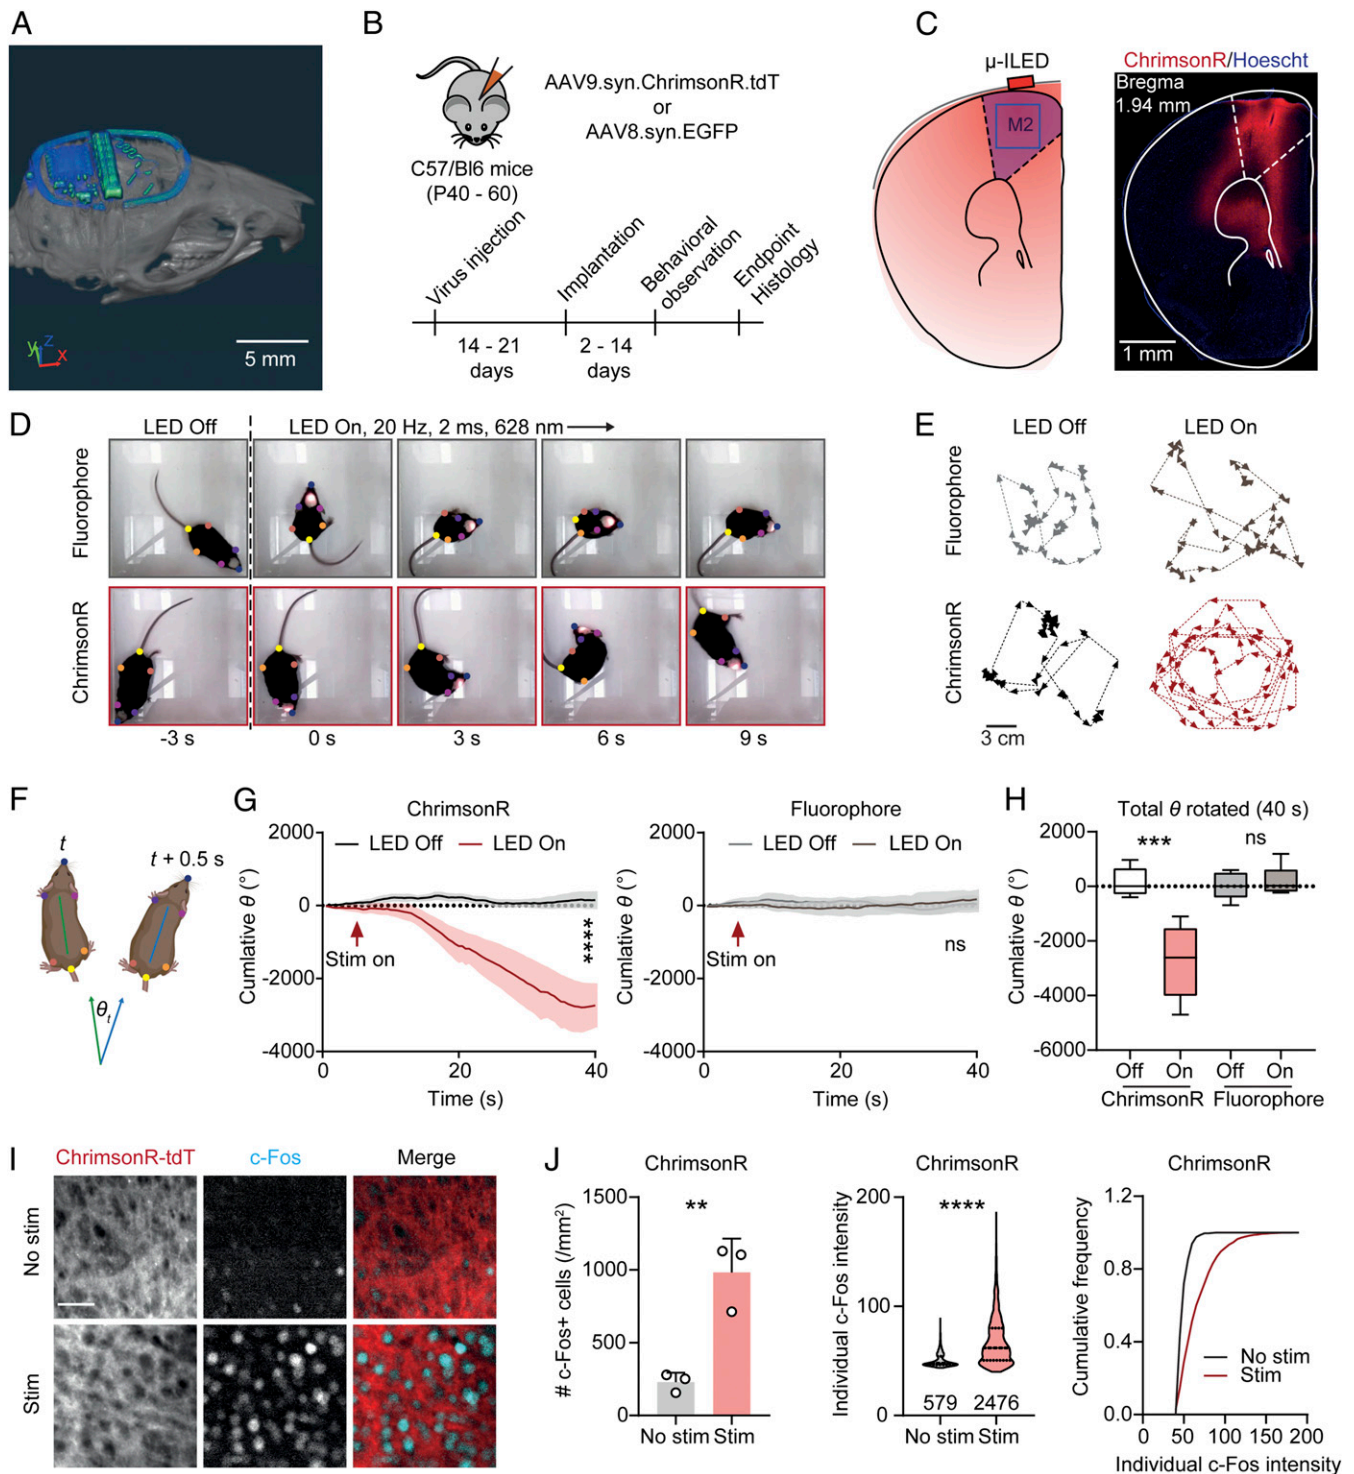 A
5 mm
y z x
B
AAV9.syn.ChrimsonR.tdT
or
AAV8.syn.EGFP
C57/Bl6 mice
(P40 - 60)
Virus injection
Implantation
Behavioral
observation
Endpoint
Histology
14 - 21
days
2 - 14
days
C
μ-ILED
M2
ChrimsonR/Hoescht
Bregma
1.94 mm
1 mm
D
LED Off
LED On, 20 Hz, 2 ms, 628 nm
Fluorophore
ChrimsonR
-3 s
0 s
3 s
6 s
9 s
E
LED Off
LED On
Fluorophore
ChrimsonR
3 cm
F
t
t + 0.5 s
θt
G
ChrimsonR
2000
0
-2000
-4000
Cumulative θ (°)
LED Off
LED On
Stim on
****
0
20
40
Time (s)
Fluorophore
2000
0
-2000
-4000
Cumlative θ (°)
LED Off
LED On
Stim on
ns
0
20
40
Time (s)
H
Total θ rotated (40 s)
2000
0
-2000
-4000
-6000
Cumlative θ (°)
***
ns
Off
On
Off
On
ChrimsonR
Fluorophore
I
ChrimsonR-tdT
c-Fos
Merge
No stim
Stim
J
ChrimsonR
1500
1000
500
0
# c-Fos+ cells (/mm²)
**
No stim
Stim
ChrimsonR
200
100
0
Individual c-Fos intensity
****
579
2476
No stim
Stim
ChrimsonR
1.2
0.8
0.4
0
Cumulative frequency
No stim
Stim
0
50
100
150
200
Individual c-Fos intensity